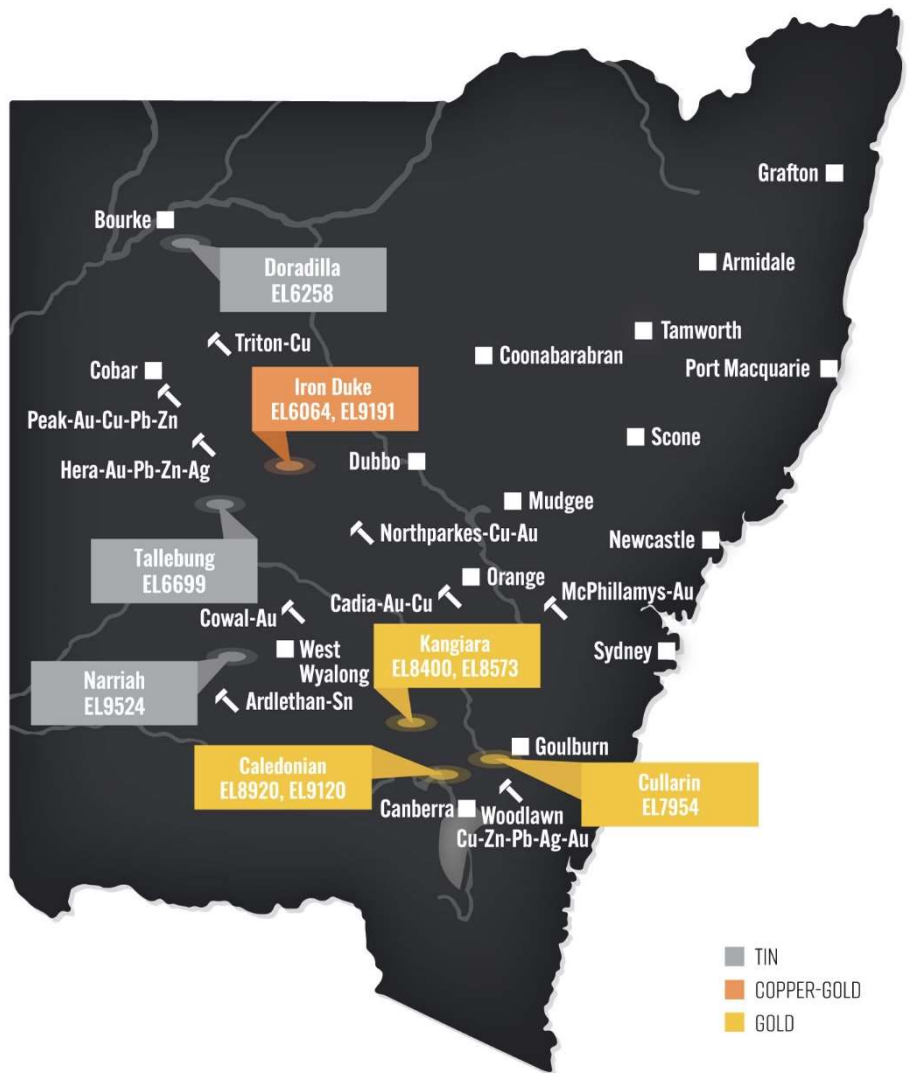 Grafton
Bourke
Armidale
Doradilla
EL6258
Tamworth
Triton-Cu
Coonabarabran
Port Macquarie
Cobar
Iron Duke
EL6064, EL9191
Peak-Au-Cu-Pb-Zn
Scone
Hera-Au-Pb-Zn-Ag
Dubbo
Mudgee
Northparkes-Cu-Au
Newcastle
Tallebung
EL6699
Orange
McPhillamys-Au
Cadia-Au-Cu
Cowal-Au
Kangiara
EL8400, EL8573
West
Wyalong
Sydney
Narriah
EL9524
Ardlethan-Sn
Goulburn
Caledonian
EL8920, EL9120
Cullarin
EL7954
Canberra
Woodlawn
Cu-Zn-Pb-Ag-Au
TIN
COPPER-GOLD
GOLD